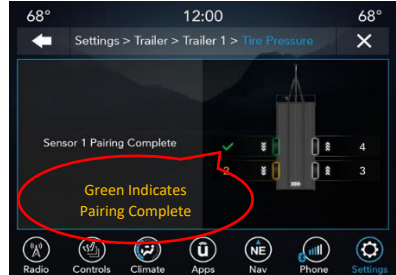 68° 12:00 68°
Settings > Trailer > Trailer 1 > Tire Pressure
Sensor 1 Pairing Complete
4
2 3
Green Indicates
Pairing Complete
Radio Controls Climate Apps Nav Phone Settings